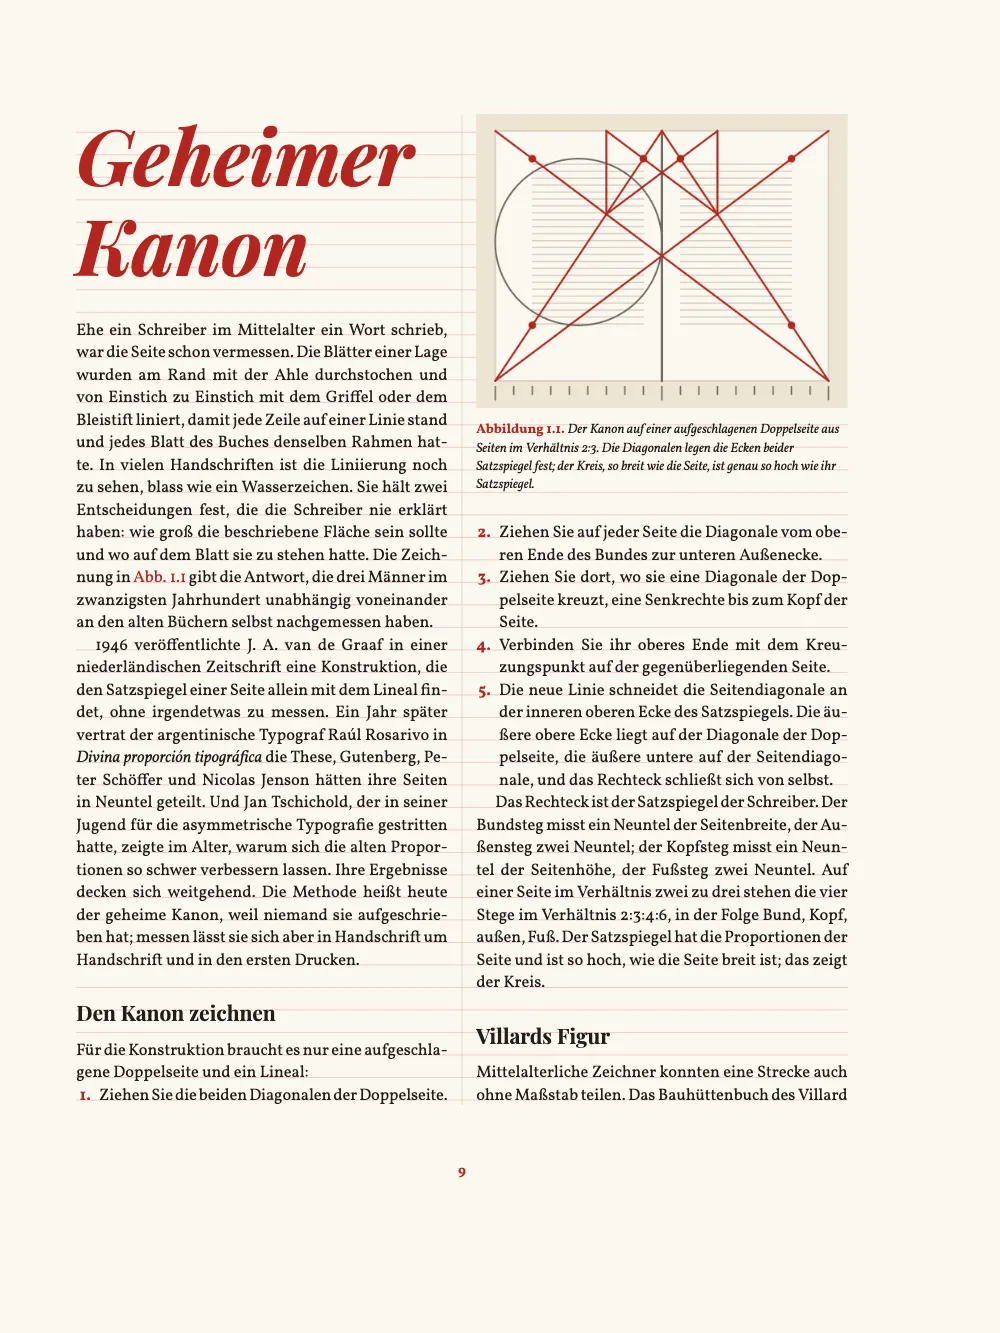 Geheimer
Kanon
Ehe ein Schreiber im Mittelalter ein Wort schrieb,
war die Seite schon vermessen. Die Blätter einer Lage
wurden am Rand mit der Ahle durchstochen und
von Einstich zu Einstich mit dem Griffel oder dem
Bleistift liniert, damit jede Zeile auf einer Linie stand
und jedes Blatt des Buches denselben Rahmen hat-
te. In vielen Handschriften ist die Liniierung noch
zu sehen, blass wie ein Wasserzeichen. Sie hält zwei
Entscheidungen fest, die die Schreiber nie erklärt
haben: wie groß die beschriebene Fläche sein sollte
und wo auf dem Blatt sie zu stehen hatte. Die Zeich-
nung in Abb. 1.1 gibt die Antwort, die drei Männer im
zwanzigsten Jahrhundert unabhängig voneinander
an den alten Büchern selbst nachgemessen haben.
1946 veröffentlichte J. A. van de Graaf in einer
niederländischen Zeitschrift eine Konstruktion, die
den Satzspiegel einer Seite allein mit dem Lineal fin-
det, ohne irgendetwas zu messen. Ein Jahr später
vertrat der argentinische Typograf Raúl Rosarivo in
Divina proporción tipográfica die These, Gutenberg, Pe-
ter Schöffer und Nicolas Jenson hätten ihre Seiten
in Neuntel geteilt. Und Jan Tschichold, der in seiner
Jugend für die asymmetrische Typografie gestritten
hatte, zeigte im Alter, warum sich die alten Propor-
tionen so schwer verbessern lassen. Ihre Ergebnisse
decken sich weitgehend. Die Methode heißt heute
der geheime Kanon, weil niemand sie aufgeschrie-
ben hat; messen lässt sie sich aber in Handschrift um
Handschrift und in den ersten Drucken.
Den Kanon zeichnen
Für die Konstruktion braucht es nur eine aufgeschla-
gene Doppelseite und ein Lineal:
1. Ziehen Sie die beiden Diagonalen der Doppelseite.
Abbildung 1.1. Der Kanon auf einer aufgeschlagenen Doppelseite aus
Seiten im Verhältnis 2:3. Die Diagonalen legen die Ecken beider
Satzspiegel fest; der Kreis, so breit wie die Seite, ist genau so hoch wie ihr
Satzspiegel.
2. Ziehen Sie auf jeder Seite die Diagonale vom obe-
ren Ende des Bundes zur unteren Außenecke.
3. Ziehen Sie dort, wo sie eine Diagonale der Dop-
pelseite kreuzt, eine Senkrechte bis zum Kopf der
Seite.
4. Verbinden Sie ihr oberes Ende mit dem Kreu-
zungspunkt auf der gegenüberliegenden Seite.
5. Die neue Linie schneidet die Seitendiagonale an
der inneren oberen Ecke des Satzspiegels. Die äu-
ßere obere Ecke liegt auf der Diagonale der Dop-
pelseite, die äußere untere auf der Seitendiago-
nale, und das Rechteck schließt sich von selbst.
Das Rechteck ist der Satzspiegel der Schreiber. Der
Bundsteg misst ein Neuntel der Seitenbreite, der Au-
ßensteg zwei Neuntel; der Kopfsteg misst ein Neun-
tel der Seitenhöhe, der Fußsteg zwei Neuntel. Auf
einer Seite im Verhältnis zwei zu drei stehen die vier
Stege im Verhältnis 2:3:4:6, in der Folge Bund, Kopf,
außen, Fuß. Der Satzspiegel hat die Proportionen der
Seite und ist so hoch, wie die Seite breit ist; das zeigt
der Kreis.
Villards Figur
Mittelalterliche Zeichner konnten eine Strecke auch
ohne Maßstab teilen. Das Bauhüttenbuch des Villard
9